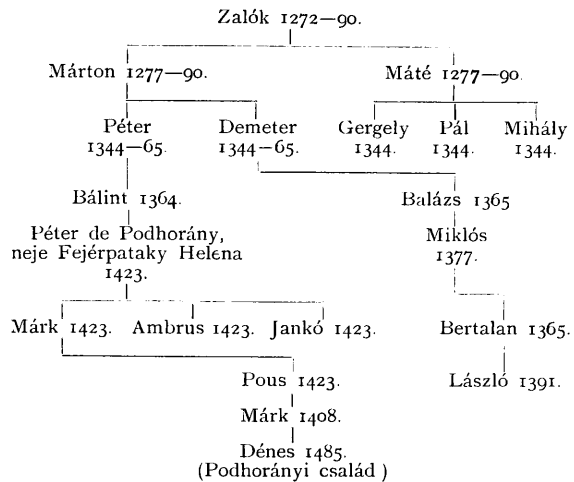 Zalók 1272—90.
Márton 1277—90. Máté 1277—90.
Péter Demeter Gergely Pál Mihály
1344—65. 1344—65. 1344. 1344. 1344.
Bálint 1364. Balázs 1365
Péter de Podhorány, Miklós
neje Fejérpataky Helena 1377.
1423.
Márk 1423. Ambrus 1423. Jankó 1423. Bertalan 1365.
Pous 1423. László 1391.
Márk 1408.
Dénes 1485.
(Podhorányi család)